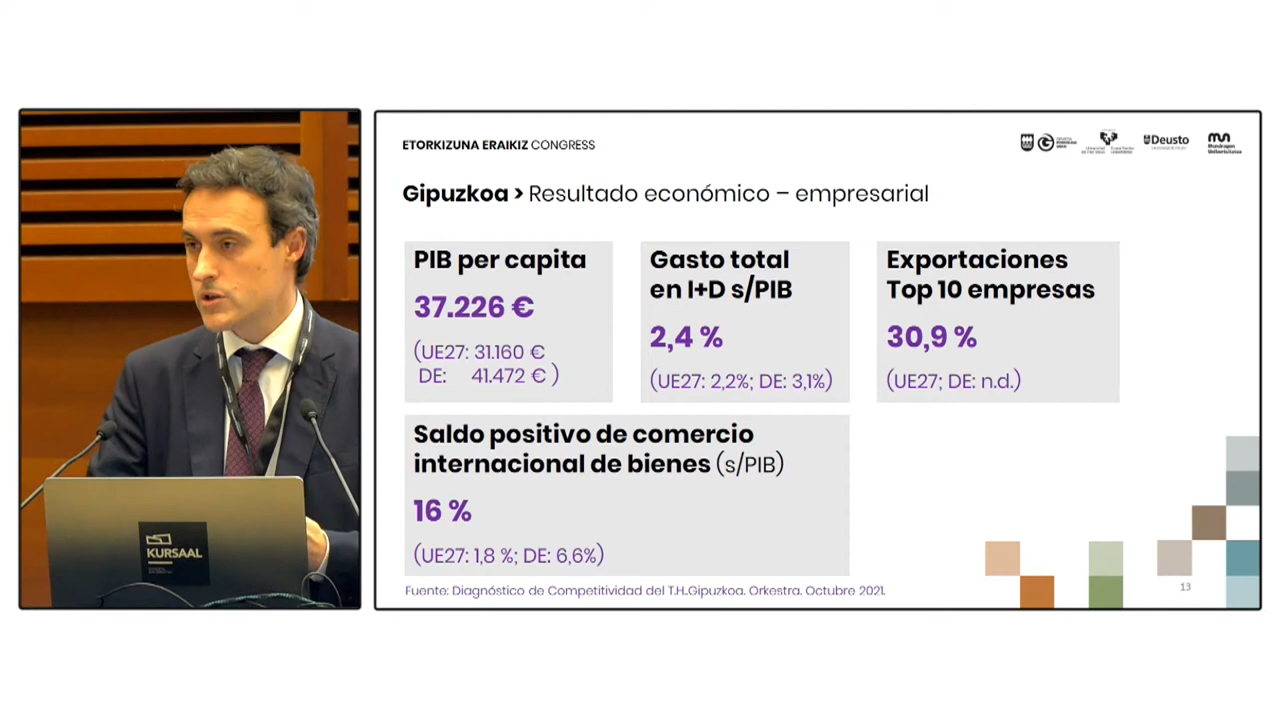 ETORKIZUNA ERAIKIZ CONGRESS
Deusto
Gipuzkoa > Resultado económico – empresarial
PIB per capita
37.226 €
(UE27: 31.160 €
DE: 41.472 € )
Gasto total
en I+D s/PIB
2,4 %
(UE27: 2,2%; DE: 3,1%)
Exportaciones
Top 10 empresas
30,9 %
(UE27; DE: n.d.)
Saldo positivo de comercio
internacional de bienes (s/PIB)
16 %
(UE27: 1,8 %; DE: 6,6%)
Fuente: Diagnóstico de Competitividad del T.H.Gipuzkoa. Orkestra. Octubre 2021.
13
KURSAAL